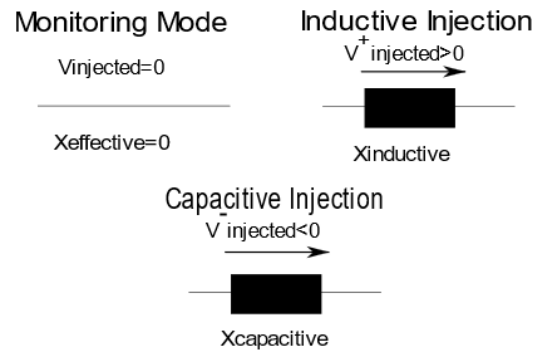 Monitoring Mode
Vinjected=0
Xeffective=0
Inductive Injection
V+injected>0
Xinductive
Capacitive Injection
V-injected<0
Xcapacitive